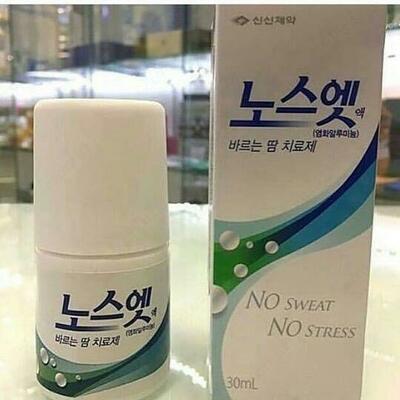 신신제약
노스엣액
(염화알루미늄)
바르는 땀 치료제
NO SWEAT
NO STRESS
30mL
노스엣액
(염화알루미늄)
바르는 땀 치료제